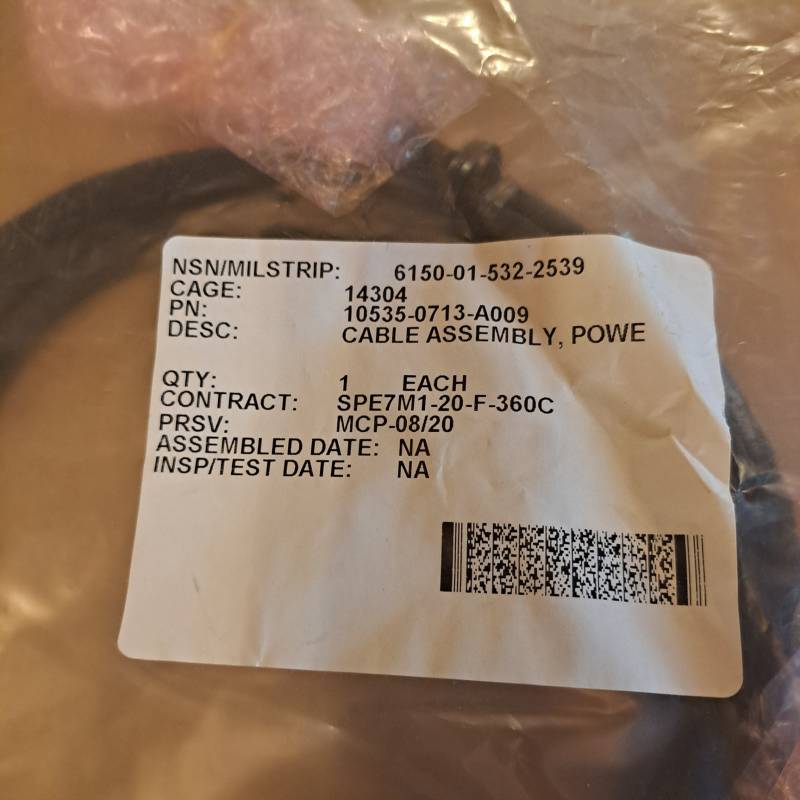 NSN/MILSTRIP: 6150-01-532-2539
CAGE: 14304
PN: 10535-0713-A009
DESC: CABLE ASSEMBLY, POWE
QTY: 1 EACH
CONTRACT: SPE7M1-20-F-360C
PRSV: MCP-08/20
ASSEMBLED DATE: NA
INSP/TEST DATE: NA